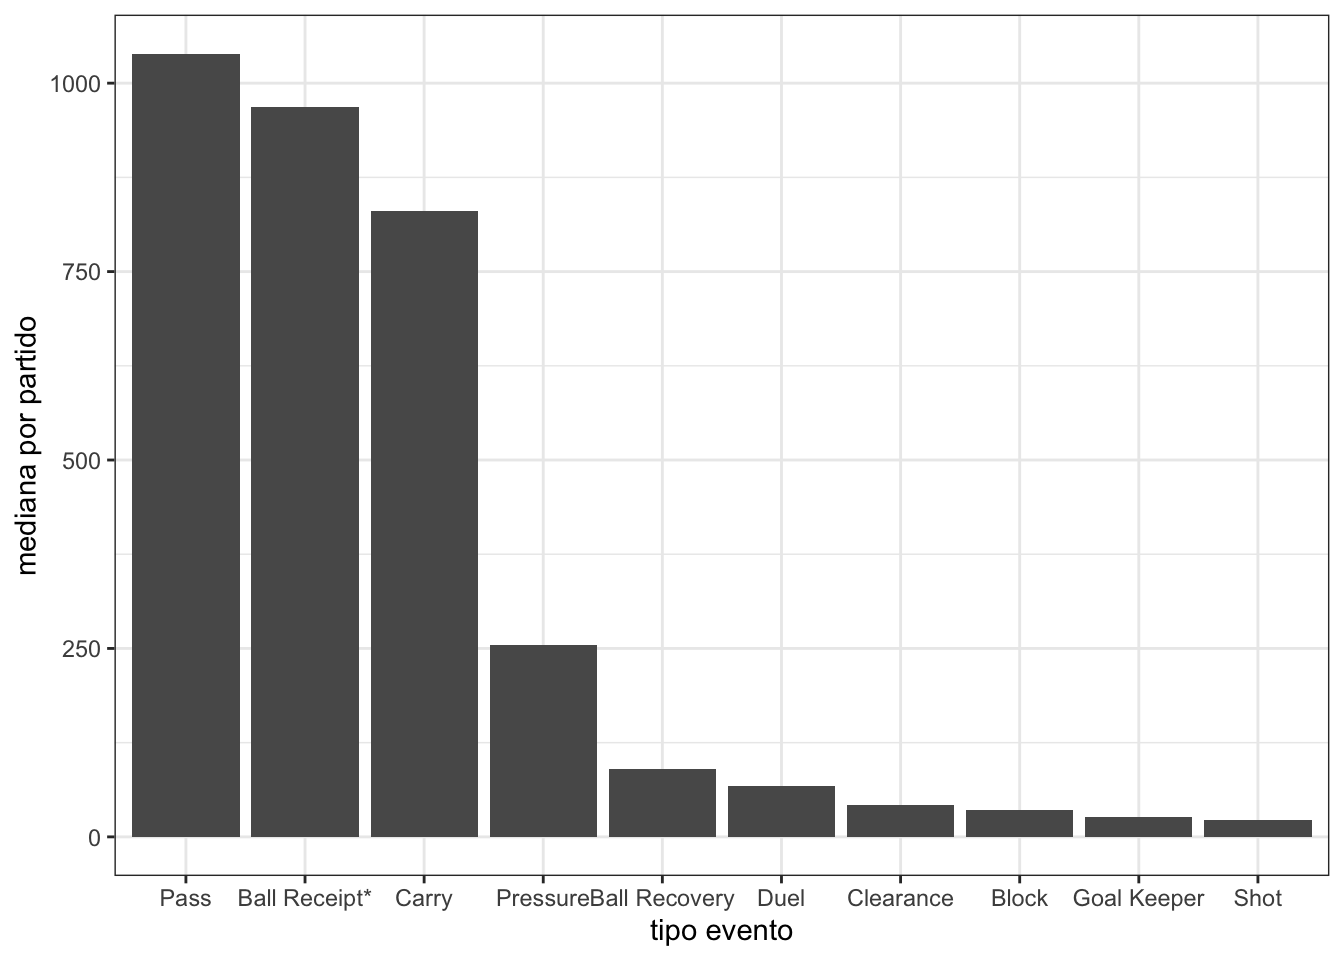 mediana por partido
1000
750
500
250
0
Pass Ball Receipt* Carry Pressure Ball Recovery Duel Clearance Block Goal Keeper Shot
tipo evento